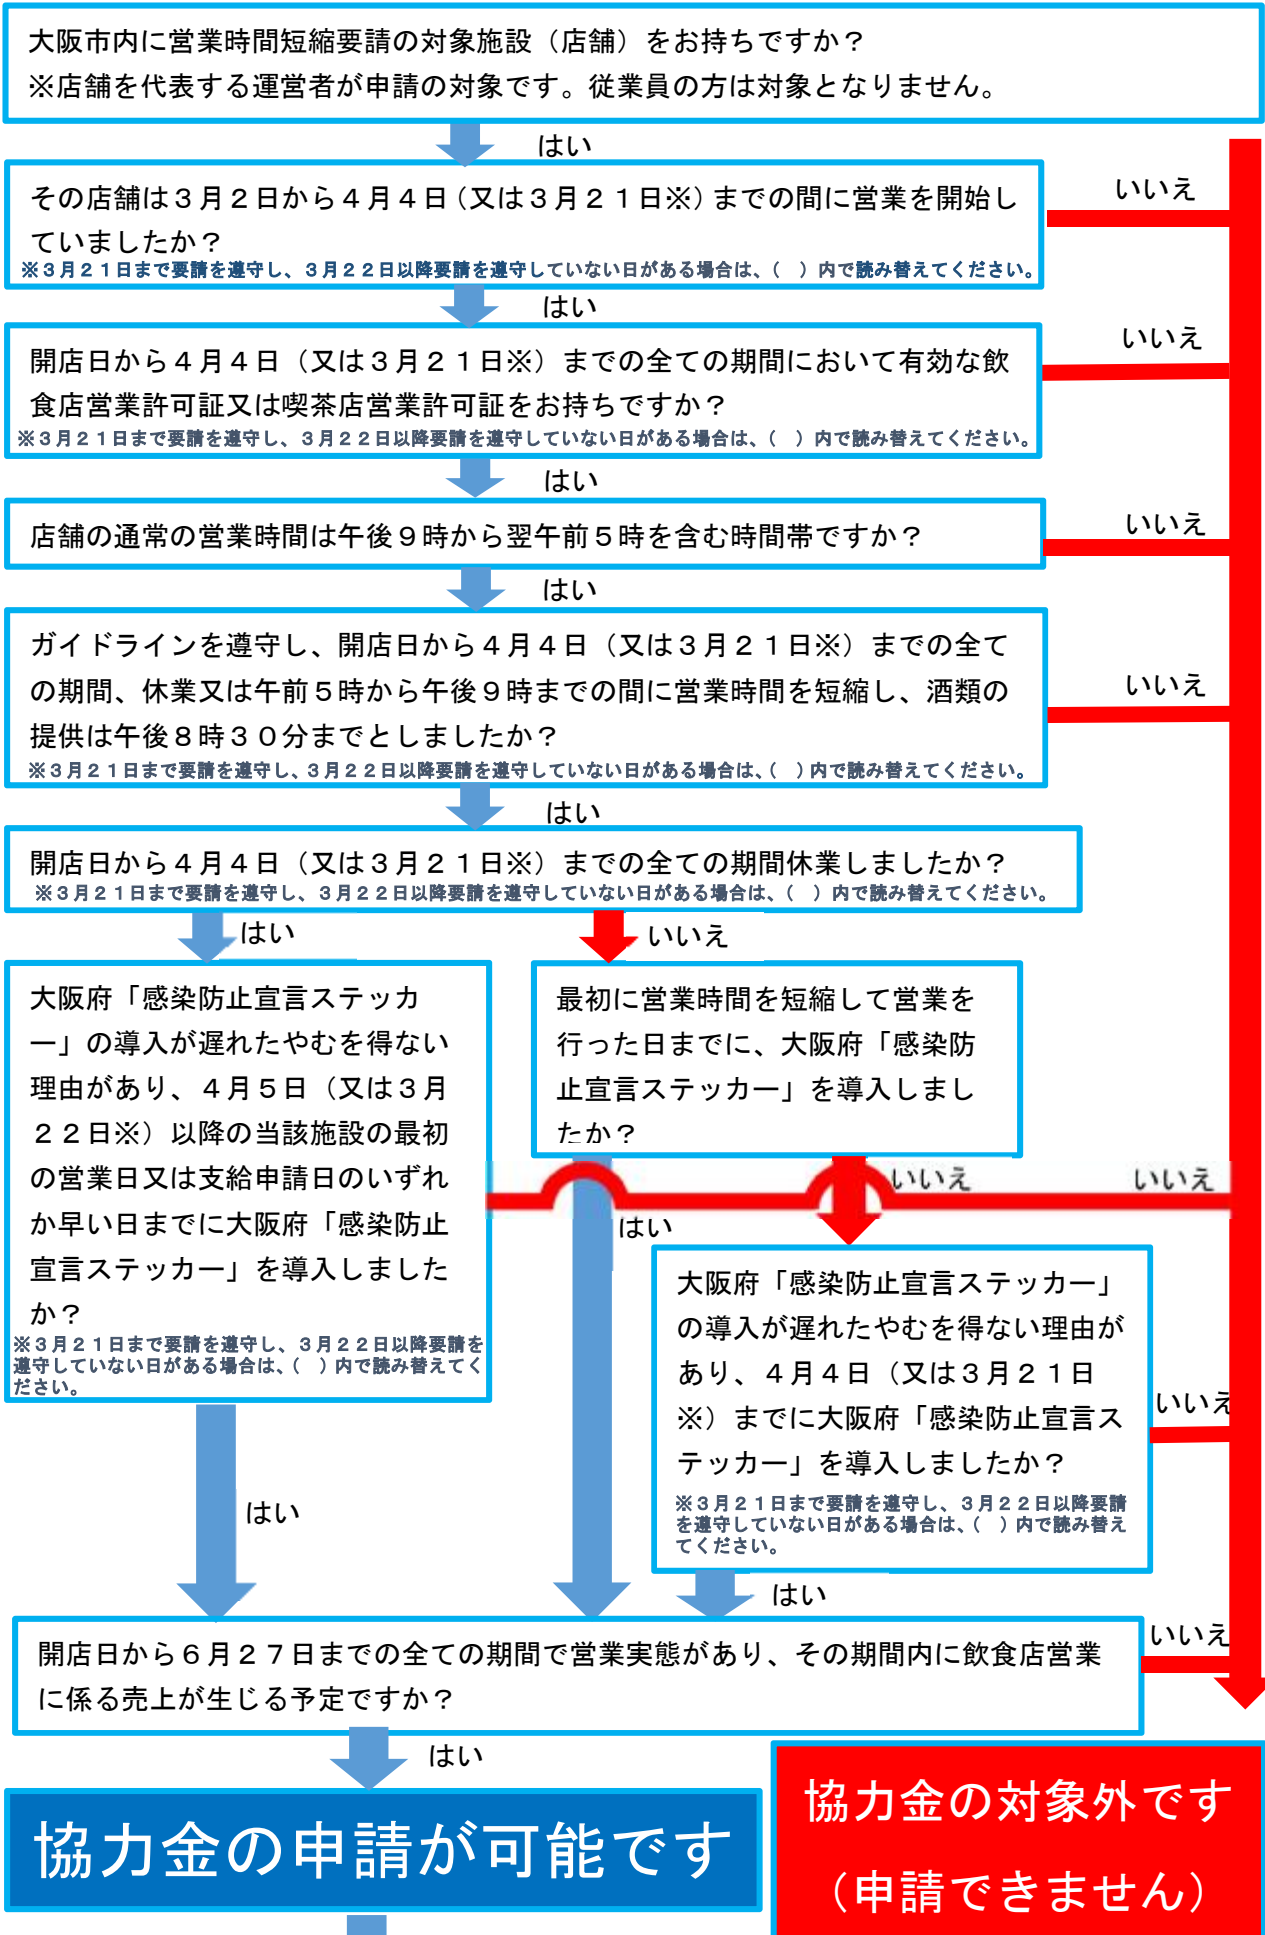 大阪市内に営業時間短縮要請の対象施設（店舗）をお持ちですか？
※店舗を代表する運営者が申請の対象です。従業員の方は対象となりません。
はい
その店舗は３月２日から４月４日（又は３月２１日※）までの間に営業を開始し
ていましたか？
※３月２１日まで要請を遵守し、３月２２日以降要請を遵守していない日がある場合は、（　）内で読み替えてください。
いいえ
はい
開店日から４月４日（又は３月２１日※）までの全ての期間において有効な飲
食店営業許可証又は喫茶店営業許可証をお持ちですか？
※３月２１日まで要請を遵守し、３月２２日以降要請を遵守していない日がある場合は、（　）内で読み替えてください。
いいえ
はい
店舗の通常の営業時間は午後９時から翌午前５時を含む時間帯ですか？
いいえ
はい
ガイドラインを遵守し、開店日から４月４日（又は３月２１日※）までの全て
の期間、休業又は午前５時から午後９時までの間に営業時間を短縮し、酒類の
提供は午後８時３０分までとしましたか？
※３月２１日まで要請を遵守し、３月２２日以降要請を遵守していない日がある場合は、（　）内で読み替えてください。
いいえ
はい
開店日から４月４日（又は３月２１日※）までの全ての期間休業しましたか？
※３月２１日まで要請を遵守し、３月２２日以降要請を遵守していない日がある場合は、（　）内で読み替えてください。
はい
いいえ
大阪府「感染防止宣言ステッカ
ー」の導入が遅れたやむを得ない
理由があり、４月５日（又は３月
２２日※）以降の当該施設の最初
の営業日又は支給申請日のいずれ
か早い日までに大阪府「感染防止
宣言ステッカー」を導入しました
か？
※３月２１日まで要請を遵守し、３月２２日以降要請を
遵守していない日がある場合は、（　）内で読み替えてく
ださい。
最初に営業時間を短縮して営業を
行った日までに、大阪府「感染防
止宣言ステッカー」を導入しまし
たか？
いいえ
いいえ
はい
大阪府「感染防止宣言ステッカー」
の導入が遅れたやむを得ない理由が
あり、４月４日（又は３月２１日
※）までに大阪府「感染防止宣言ス
テッカー」を導入しましたか？
※３月２１日まで要請を遵守し、３月２２日以降要請
を遵守していない日がある場合は、（　）内で読み替え
てください。
いいえ
はい
はい
開店日から６月２７日までの全ての期間で営業実態があり、その期間内に飲食店営業
に係る売上が生じる予定ですか？
いいえ
はい
協力金の申請が可能です
協力金の対象外です
（申請できません）